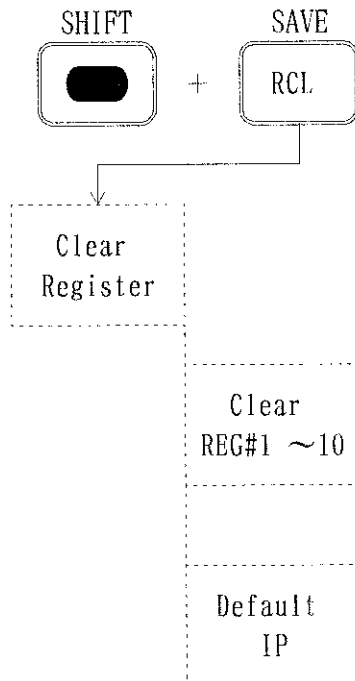 SHIFT SAVE
+ RCL
Clear
Register
Clear
REG#1 ~10
Default
IP